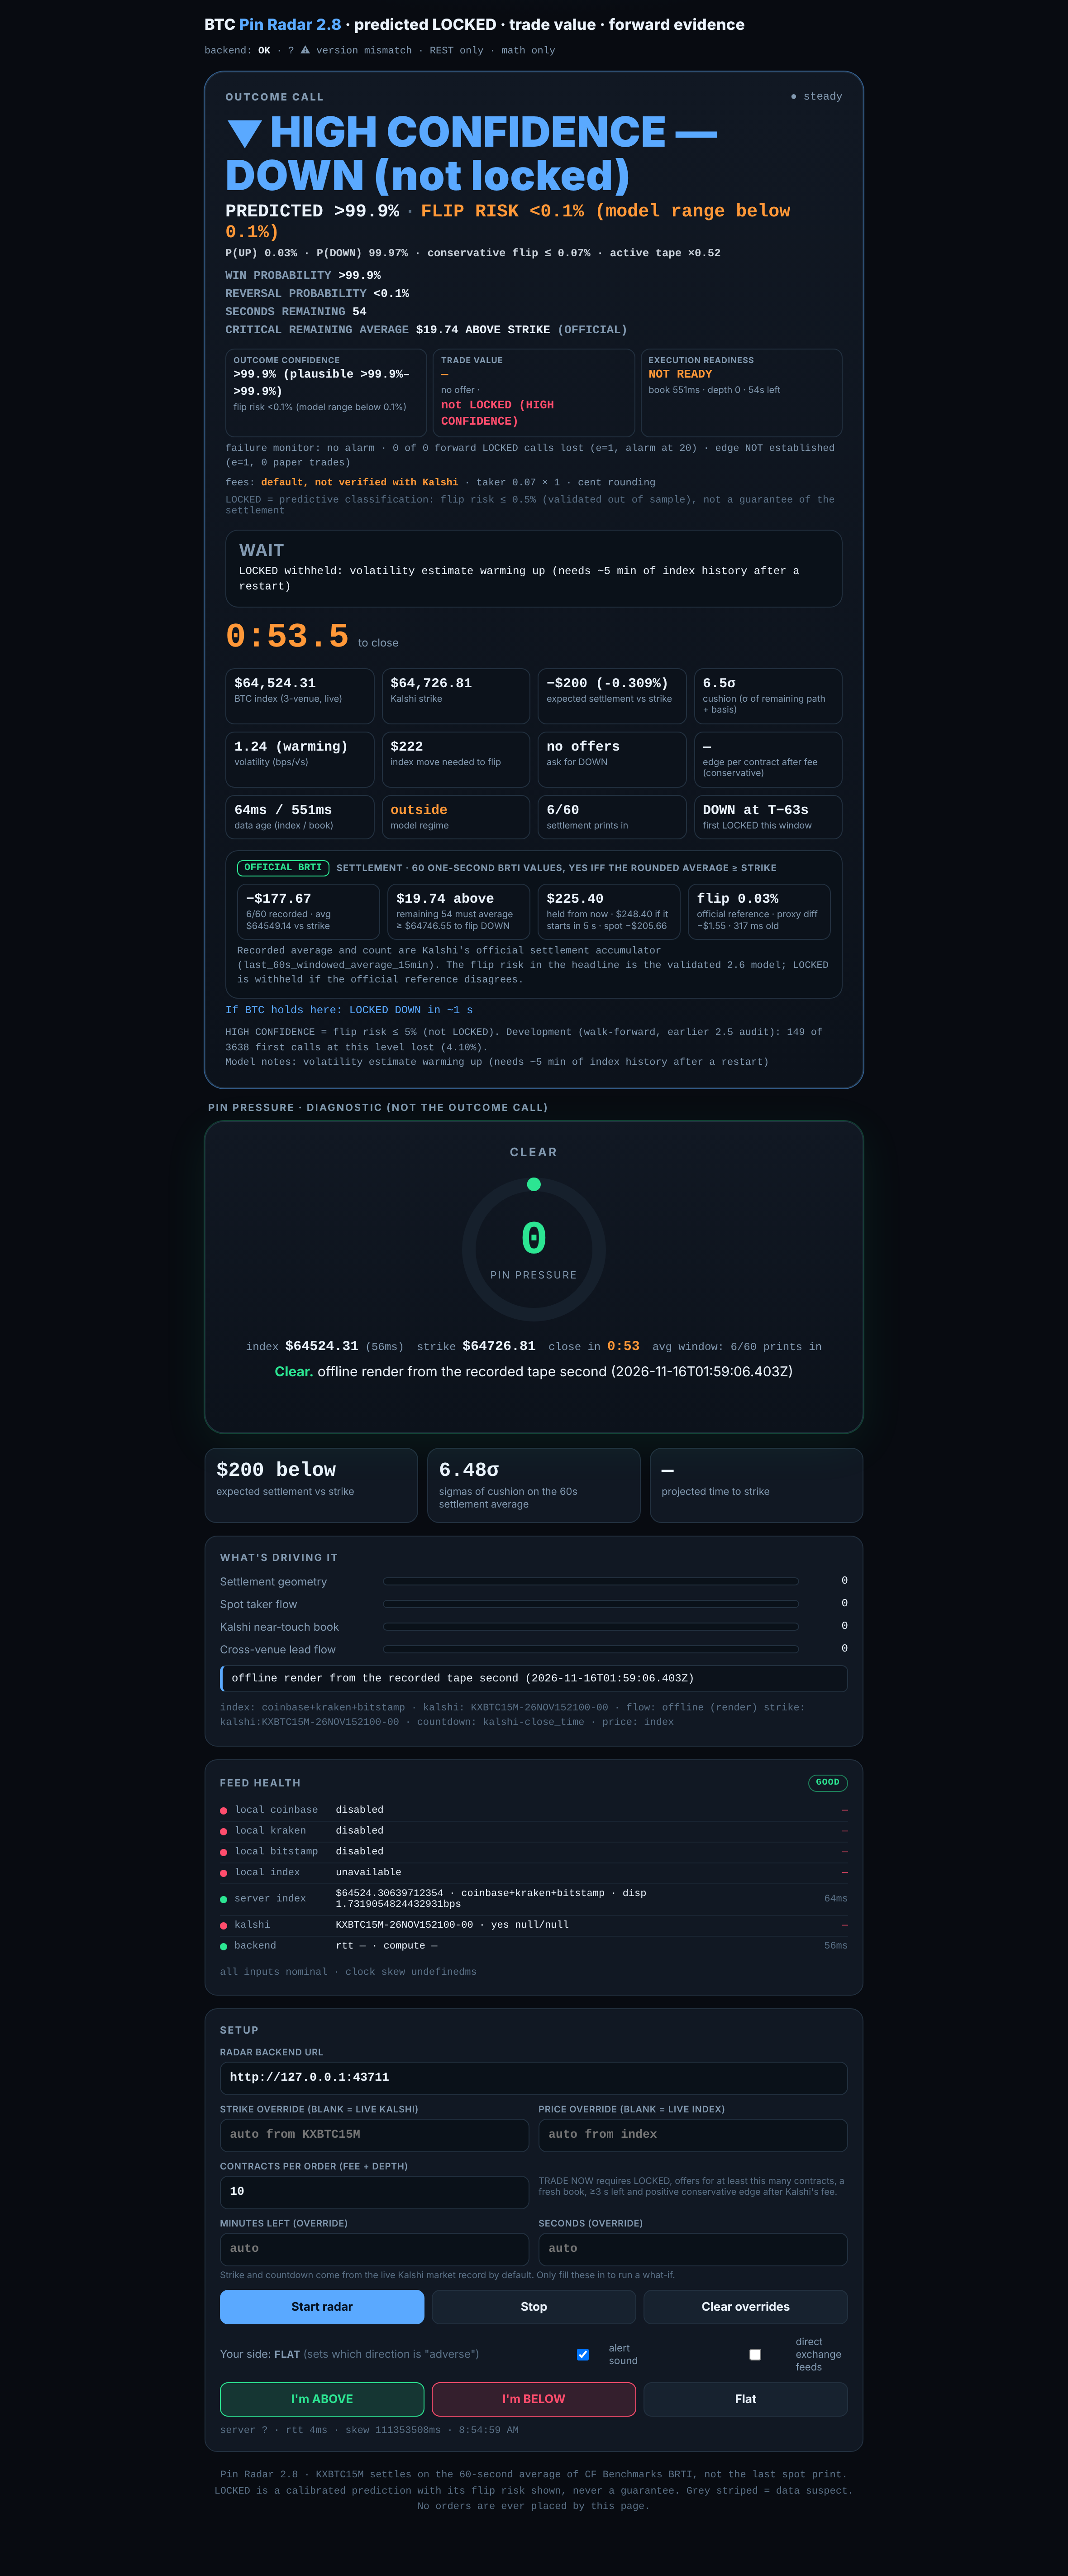 BTC Pin Radar 2.8 · predicted LOCKED · trade value · forward evidence
backend: OK · ? ⚠ version mismatch · REST only · math only
OUTCOME CALL
● steady
▼ HIGH CONFIDENCE —
DOWN (not locked)
PREDICTED >99.9% · FLIP RISK <0.1% (model range below
0.1%)
P(UP) 0.03% · P(DOWN) 99.97% · conservative flip ≤ 0.07% · active tape ×0.52
WIN PROBABILITY >99.9%
REVERSAL PROBABILITY <0.1%
SECONDS REMAINING 54
CRITICAL REMAINING AVERAGE $19.74 ABOVE STRIKE (OFFICIAL)
OUTCOME CONFIDENCE
>99.9% (plausible >99.9%–
>99.9%)
flip risk <0.1% (model range below 0.1%)
TRADE VALUE
—
no offer ·
not LOCKED (HIGH
CONFIDENCE)
EXECUTION READINESS
NOT READY
book 551ms · depth 0 · 54s left
failure monitor: no alarm · 0 of 0 forward LOCKED calls lost (e=1, alarm at 20) · edge NOT established
(e=1, 0 paper trades)
fees: default, not verified with Kalshi · taker 0.07 × 1 · cent rounding
LOCKED = predictive classification: flip risk ≤ 0.5% (validated out of sample), not a guarantee of the
settlement
WAIT
LOCKED withheld: volatility estimate warming up (needs ~5 min of index history after a
restart)
0:53.5 to close
$64,524.31
BTC index (3-venue, live)
$64,726.81
Kalshi strike
−$200 (-0.309%)
expected settlement vs strike
6.5σ
cushion (σ of remaining path
+ basis)
1.24 (warming)
volatility (bps/√s)
$222
index move needed to flip
no offers
ask for DOWN
—
edge per contract after fee
(conservative)
64ms / 551ms
data age (index / book)
outside
model regime
6/60
settlement prints in
DOWN at T−63s
first LOCKED this window
OFFICIAL BRTI SETTLEMENT · 60 ONE-SECOND BRTI VALUES, YES IFF THE ROUNDED AVERAGE ≥ STRIKE
−$177.67
6/60 recorded · avg
$64549.14 vs strike
$19.74 above
remaining 54 must average
≥ $64746.55 to flip DOWN
$225.40
held from now · $248.40 if it
starts in 5 s · spot −$205.66
flip 0.03%
official reference · proxy diff
−$1.55 · 317 ms old
Recorded average and count are Kalshi's official settlement accumulator
(last_60s_windowed_average_15min). The flip risk in the headline is the validated 2.6 model; LOCKED
is withheld if the official reference disagrees.
If BTC holds here: LOCKED DOWN in ~1 s
HIGH CONFIDENCE = flip risk ≤ 5% (not LOCKED). Development (walk-forward, earlier 2.5 audit): 149 of
3638 first calls at this level lost (4.10%).
Model notes: volatility estimate warming up (needs ~5 min of index history after a restart)
PIN PRESSURE · DIAGNOSTIC (NOT THE OUTCOME CALL)
CLEAR
0
PIN PRESSURE
index $64524.31 (56ms) strike $64726.81 close in 0:53 avg window: 6/60 prints in
Clear. offline render from the recorded tape second (2026-11-16T01:59:06.403Z)
$200 below
expected settlement vs strike
6.48σ
sigmas of cushion on the 60s
settlement average
—
projected time to strike
WHAT'S DRIVING IT
Settlement geometry 0
Spot taker flow 0
Kalshi near-touch book 0
Cross-venue lead flow 0
offline render from the recorded tape second (2026-11-16T01:59:06.403Z)
index: coinbase+kraken+bitstamp · kalshi: KXBTC15M-26NOV152100-00 · flow: offline (render) strike:
kalshi:KXBTC15M-26NOV152100-00 · countdown: kalshi-close_time · price: index
FEED HEALTH
GOOD
local coinbase disabled —
local kraken disabled —
local bitstamp disabled —
local index unavailable —
server index $64524.30639712354 · coinbase+kraken+bitstamp · disp
1.7319054824432931bps 64ms
kalshi KXBTC15M-26NOV152100-00 · yes null/null —
backend rtt — · compute — 56ms
all inputs nominal · clock skew undefinedms
SETUP
RADAR BACKEND URL
http://127.0.0.1:43711
STRIKE OVERRIDE (BLANK = LIVE KALSHI)
auto from KXBTC15M
PRICE OVERRIDE (BLANK = LIVE INDEX)
auto from index
CONTRACTS PER ORDER (FEE + DEPTH)
10
TRADE NOW requires LOCKED, offers for at least this many contracts, a
fresh book, ≥3 s left and positive conservative edge after Kalshi's fee.
MINUTES LEFT (OVERRIDE)
auto
SECONDS (OVERRIDE)
auto
Strike and countdown come from the live Kalshi market record by default. Only fill these in to run a what-if.
Start radar
Stop
Clear overrides
Your side: FLAT (sets which direction is "adverse")
alert
sound
direct
exchange
feeds
I'm ABOVE
I'm BELOW
Flat
server ? · rtt 4ms · skew 111353508ms · 8:54:59 AM
Pin Radar 2.8 · KXBTC15M settles on the 60-second average of CF Benchmarks BRTI, not the last spot print.
LOCKED is a calibrated prediction with its flip risk shown, never a guarantee. Grey striped = data suspect.
No orders are ever placed by this page.